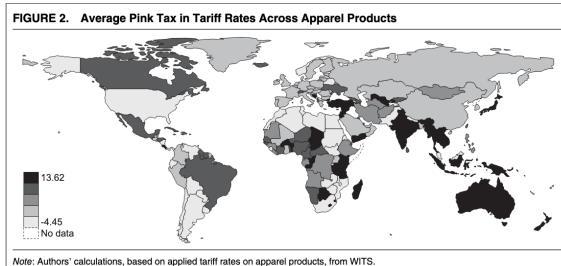 FIGURE 2. Average Pink Tax in Tariff Rates Across Apparel Products
13.62
-4.45
No data
Note: Authors' calculations, based on applied tariff rates on apparel products, from WITS.